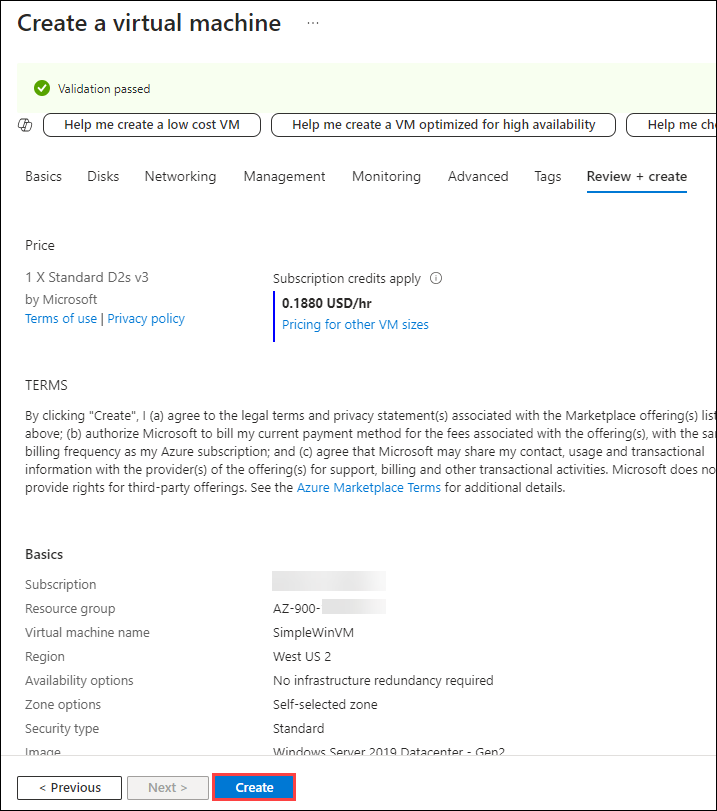 Create a virtual machine ...
Validation passed
Help me create a low cost VM
Help me create a VM optimized for high availability
Help me ch
Basics Disks Networking Management Monitoring Advanced Tags Review + create
Price
1 X Standard D2s v3
by Microsoft
Terms of use | Privacy policy
Subscription credits apply
0.1880 USD/hr
Pricing for other VM sizes
TERMS
By clicking "Create", I (a) agree to the legal terms and privacy statement(s) associated with the Marketplace offering(s) list
above; (b) authorize Microsoft to bill my current payment method for the fees associated with the offering(s), with the sa
billing frequency as my Azure subscription; and (c) agree that Microsoft may share my contact, usage and transactional
information with the provider(s) of the offering(s) for support, billing and other transactional activities. Microsoft does no
provide rights for third-party offerings. See the Azure Marketplace Terms for additional details.
Basics
Subscription
Resource group AZ-900-
Virtual machine name SimpleWinVM
Region West US 2
Availability options No infrastructure redundancy required
Zone options Self-selected zone
Security type Standard
Image Windows Server 2019 Datacenter - Gen2
< Previous Next > Create